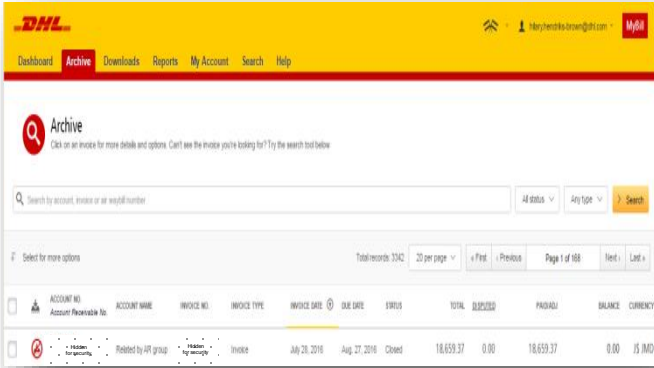 DHL
hilary.hendriks-brown@dhl.com
MyBill
Dashboard Archive Downloads Reports My Account Search Help
Archive
Click on an invoice for more details and options. Can't see the invoice you're looking for? Try the search tool below
Search by account, invoice or air waybill number
All status Any type Search
Select for more options
Total records: 3342 20 per page « First ‹ Previous Page 1 of 168 Next › Last »
ACCOUNT NO. Account Receivable No. ACCOUNT NAME INVOICE NO. INVOICE TYPE INVOICE DATE DUE DATE STATUS TOTAL DISPUTED PAID/ADJ BALANCE CURRENCY
Hidden for security Related by AR group Hidden for security Invoice July 28, 2016 Aug. 27, 2016 Closed 18,659.37 0.00 18,659.37 0.00 J$ JMD